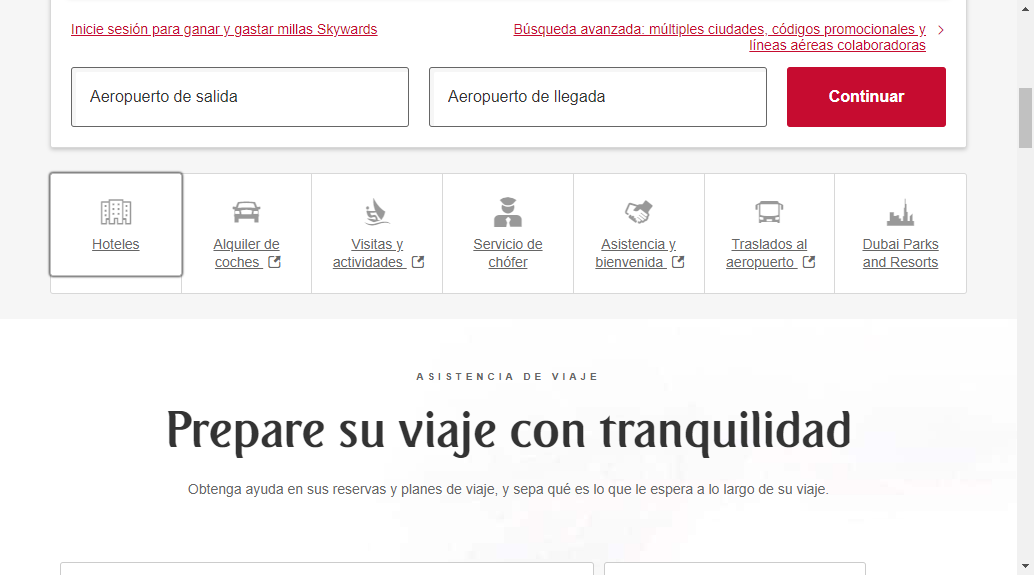 Inicie sesión para ganar y gastar millas Skywards
Búsqueda avanzada: múltiples ciudades, códigos promocionales y
líneas aéreas colaboradoras
Aeropuerto de salida
Aeropuerto de llegada
Continuar
Hoteles
Alquiler de
coches
Visitas y
actividades
Servicio de
chófer
Asistencia y
bienvenida
Traslados al
aeropuerto
Dubai Parks
and Resorts
ASISTENCIA DE VIAJE
Prepare su viaje con tranquilidad
Obtenga ayuda en sus reservas y planes de viaje, y sepa qué es lo que le espera a lo largo de su viaje.